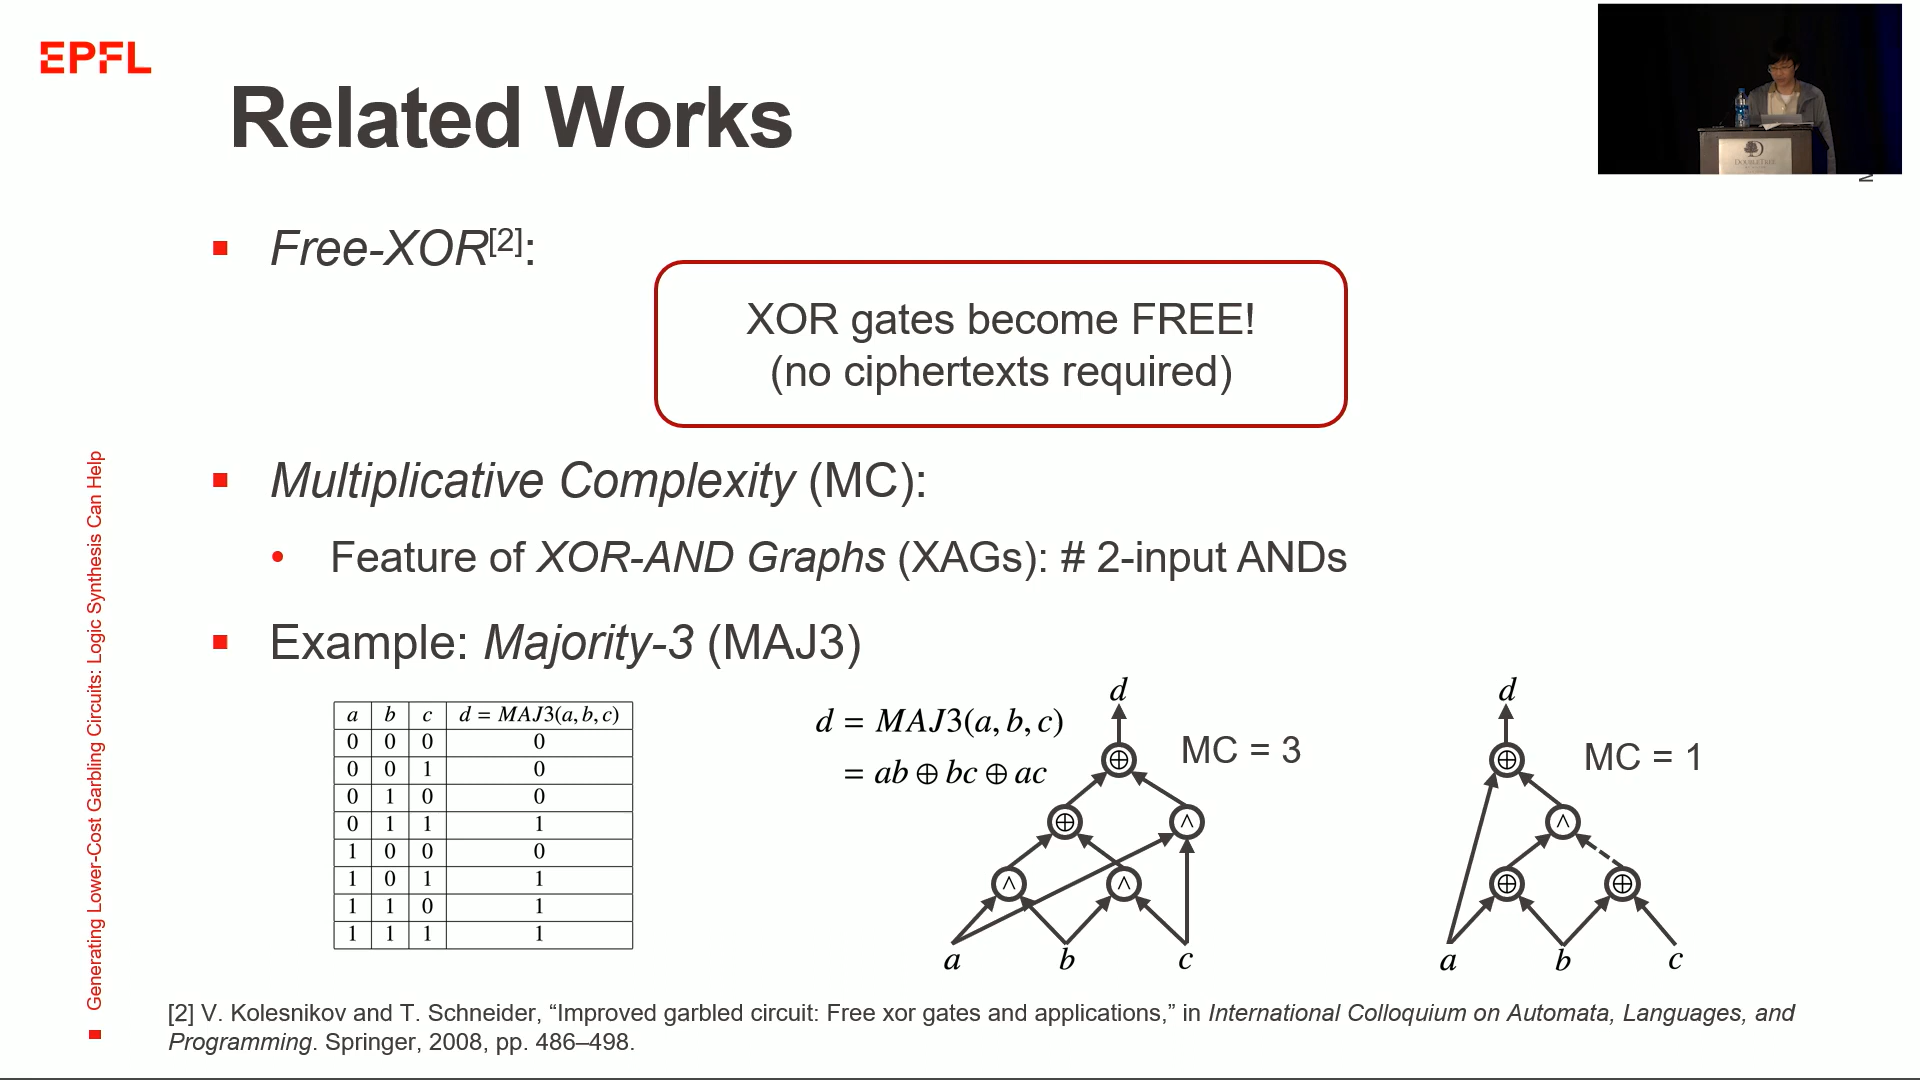 EPFL
Related Works
Free-XOR[2]:
XOR gates become FREE!
(no ciphertexts required)
Multiplicative Complexity (MC):
Feature of XOR-AND Graphs (XAGs): # 2-input ANDs
Example: Majority-3 (MAJ3)
a b c d = MAJ3(a, b, c)
0 0 0 0
0 0 1 0
0 1 0 0
0 1 1 1
1 0 0 0
1 0 1 1
1 1 0 1
1 1 1 1
d = MAJ3(a, b, c)
= ab ⊕ bc ⊕ ac
d
MC = 3
⊕
⊕ ∧
∧ ∧
a b c
d
MC = 1
⊕
∧
⊕ ⊕
a b c
[2] V. Kolesnikov and T. Schneider, “Improved garbled circuit: Free xor gates and applications,” in International Colloquium on Automata, Languages, and
Programming. Springer, 2008, pp. 486–498.
Generating Lower-Cost Garbling Circuits: Logic Synthesis Can Help
DOUBLETREE
N